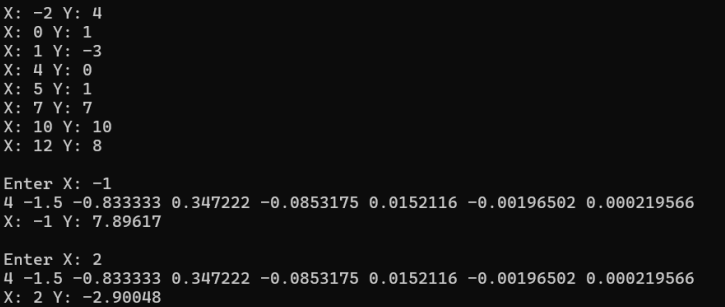 X: -2 Y: 4
X: 0 Y: 1
X: 1 Y: -3
X: 4 Y: 0
X: 5 Y: 1
X: 7 Y: 7
X: 10 Y: 10
X: 12 Y: 8
Enter X: -1
4 -1.5 -0.833333 0.347222 -0.0853175 0.0152116 -0.00196502 0.000219566
X: -1 Y: 7.89617
Enter X: 2
4 -1.5 -0.833333 0.347222 -0.0853175 0.0152116 -0.00196502 0.000219566
X: 2 Y: -2.90048